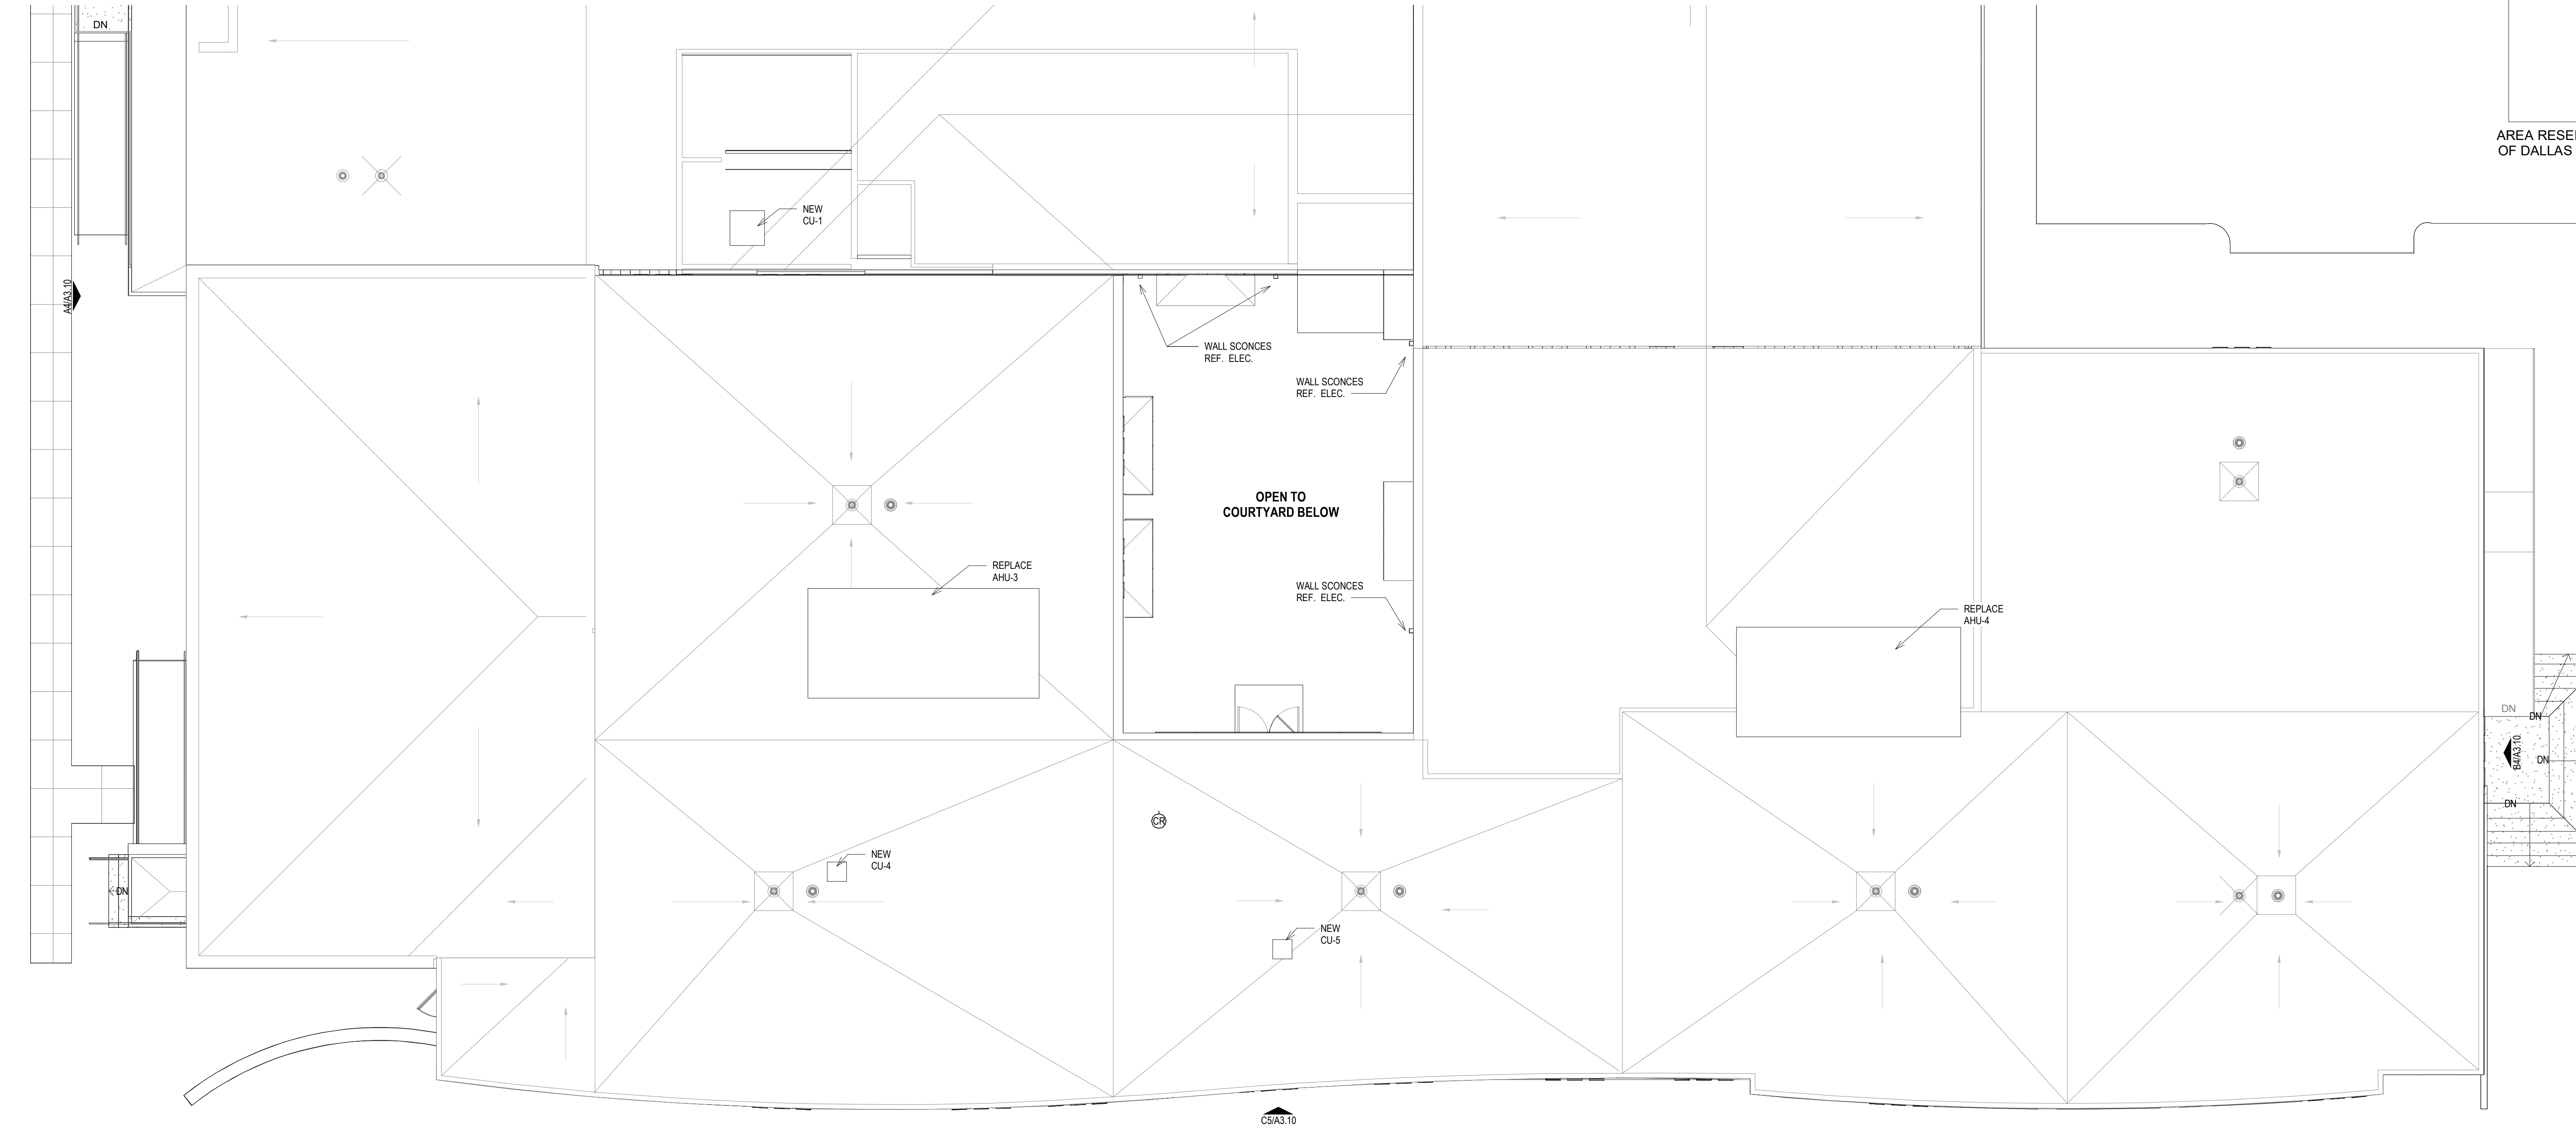 DN
AREA RESE
OF DALLAS
NEW
CU-1
A4/A3.10
WALL SCONCES
REF. ELEC.
WALL SCONCES
REF. ELEC.
OPEN TO
COURTYARD BELOW
REPLACE
AHU-3
WALL SCONCES
REF. ELEC.
REPLACE
AHU-4
DN
DN
B4/A3.10
DN
DN
CR
NEW
CU-4
DN
NEW
CU-5
C5/A3.10